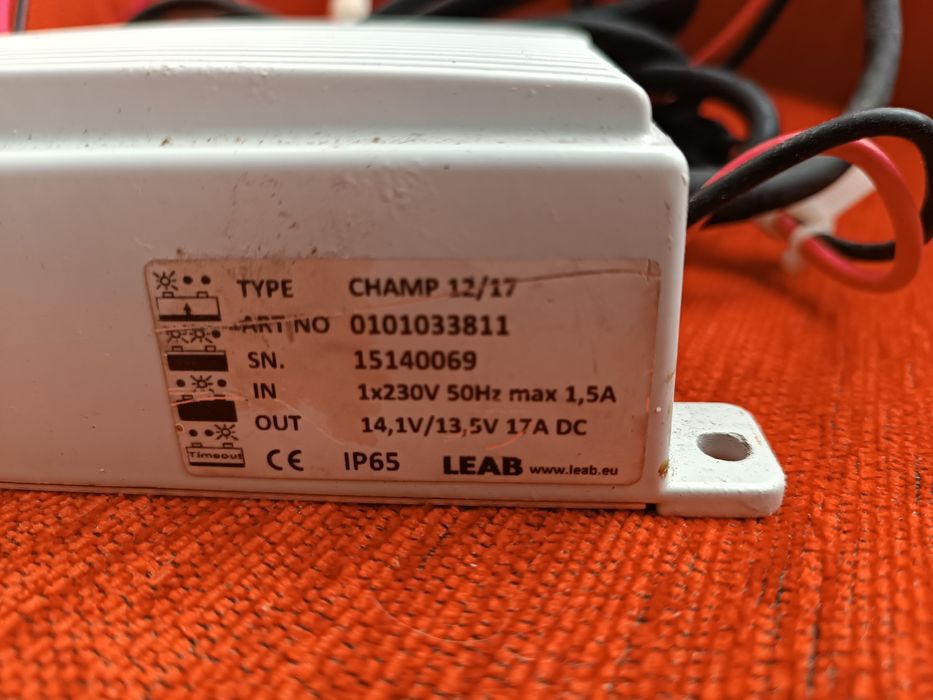 TYPE CHAMP 12/17
PART NO 0101033811
SN. 15140069
IN 1x230V 50Hz max 1,5A
OUT 14,1V/13,5V 17A DC
Timeout CE IP65 LEAB www.leab.eu